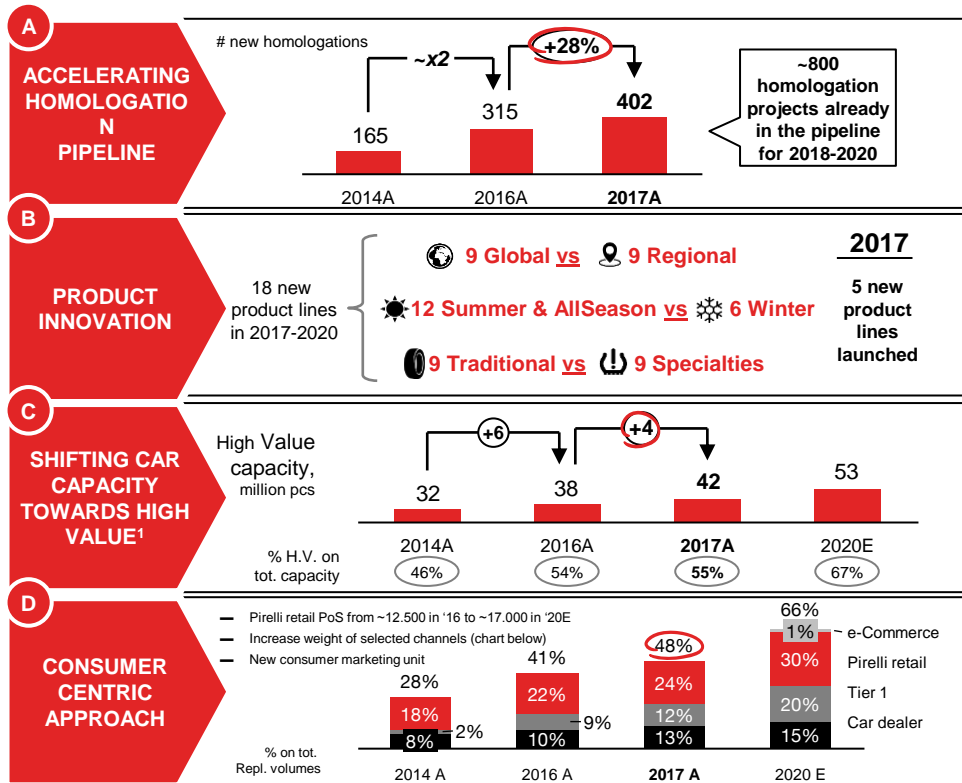 A
ACCELERATING
HOMOLOGATIO
N
PIPELINE
# new homologations
~x2
+28%
165
315
402
2014A
2016A
2017A
~800
homologation
projects already
in the pipeline
for 2018-2020
B
PRODUCT
INNOVATION
18 new
product lines
in 2017-2020
9 Global vs 9 Regional
12 Summer & AllSeason vs 6 Winter
9 Traditional vs 9 Specialties
2017
5 new
product
lines
launched
C
SHIFTING CAR
CAPACITY
TOWARDS HIGH
VALUE¹
High Value
capacity,
million pcs
+6
+4
32
38
42
53
2014A
2016A
2017A
2020E
% H.V. on
tot. capacity
46%
54%
55%
67%
D
CONSUMER
CENTRIC
APPROACH
— Pirelli retail PoS from ~12.500 in ‘16 to ~17.000 in ‘20E
— Increase weight of selected channels (chart below)
— New consumer marketing unit
28%
18%
2%
8%
41%
22%
9%
10%
48%
24%
12%
13%
66%
1%
30%
20%
15%
e-Commerce
Pirelli retail
Tier 1
Car dealer
% on tot.
Repl. volumes
2014 A
2016 A
2017 A
2020 E